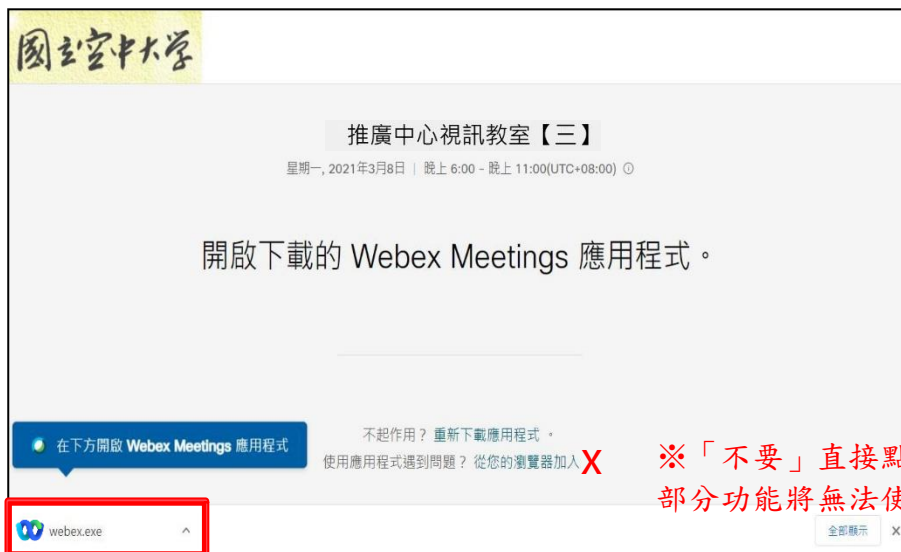 國立空中大学
推廣中心視訊教室【三】
星期一, 2021年3月8日 | 晚上 6:00 - 晚上 11:00(UTC+08:00)
開啟下載的 Webex Meetings 應用程式。
在下方開啟 Webex Meetings 應用程式
不起作用? 重新下載應用程式 。
使用應用程式遇到問題? 從您的瀏覽器加入 X
※「不要」直接點
部分功能將無法使
webex.exe
全部顯示 X